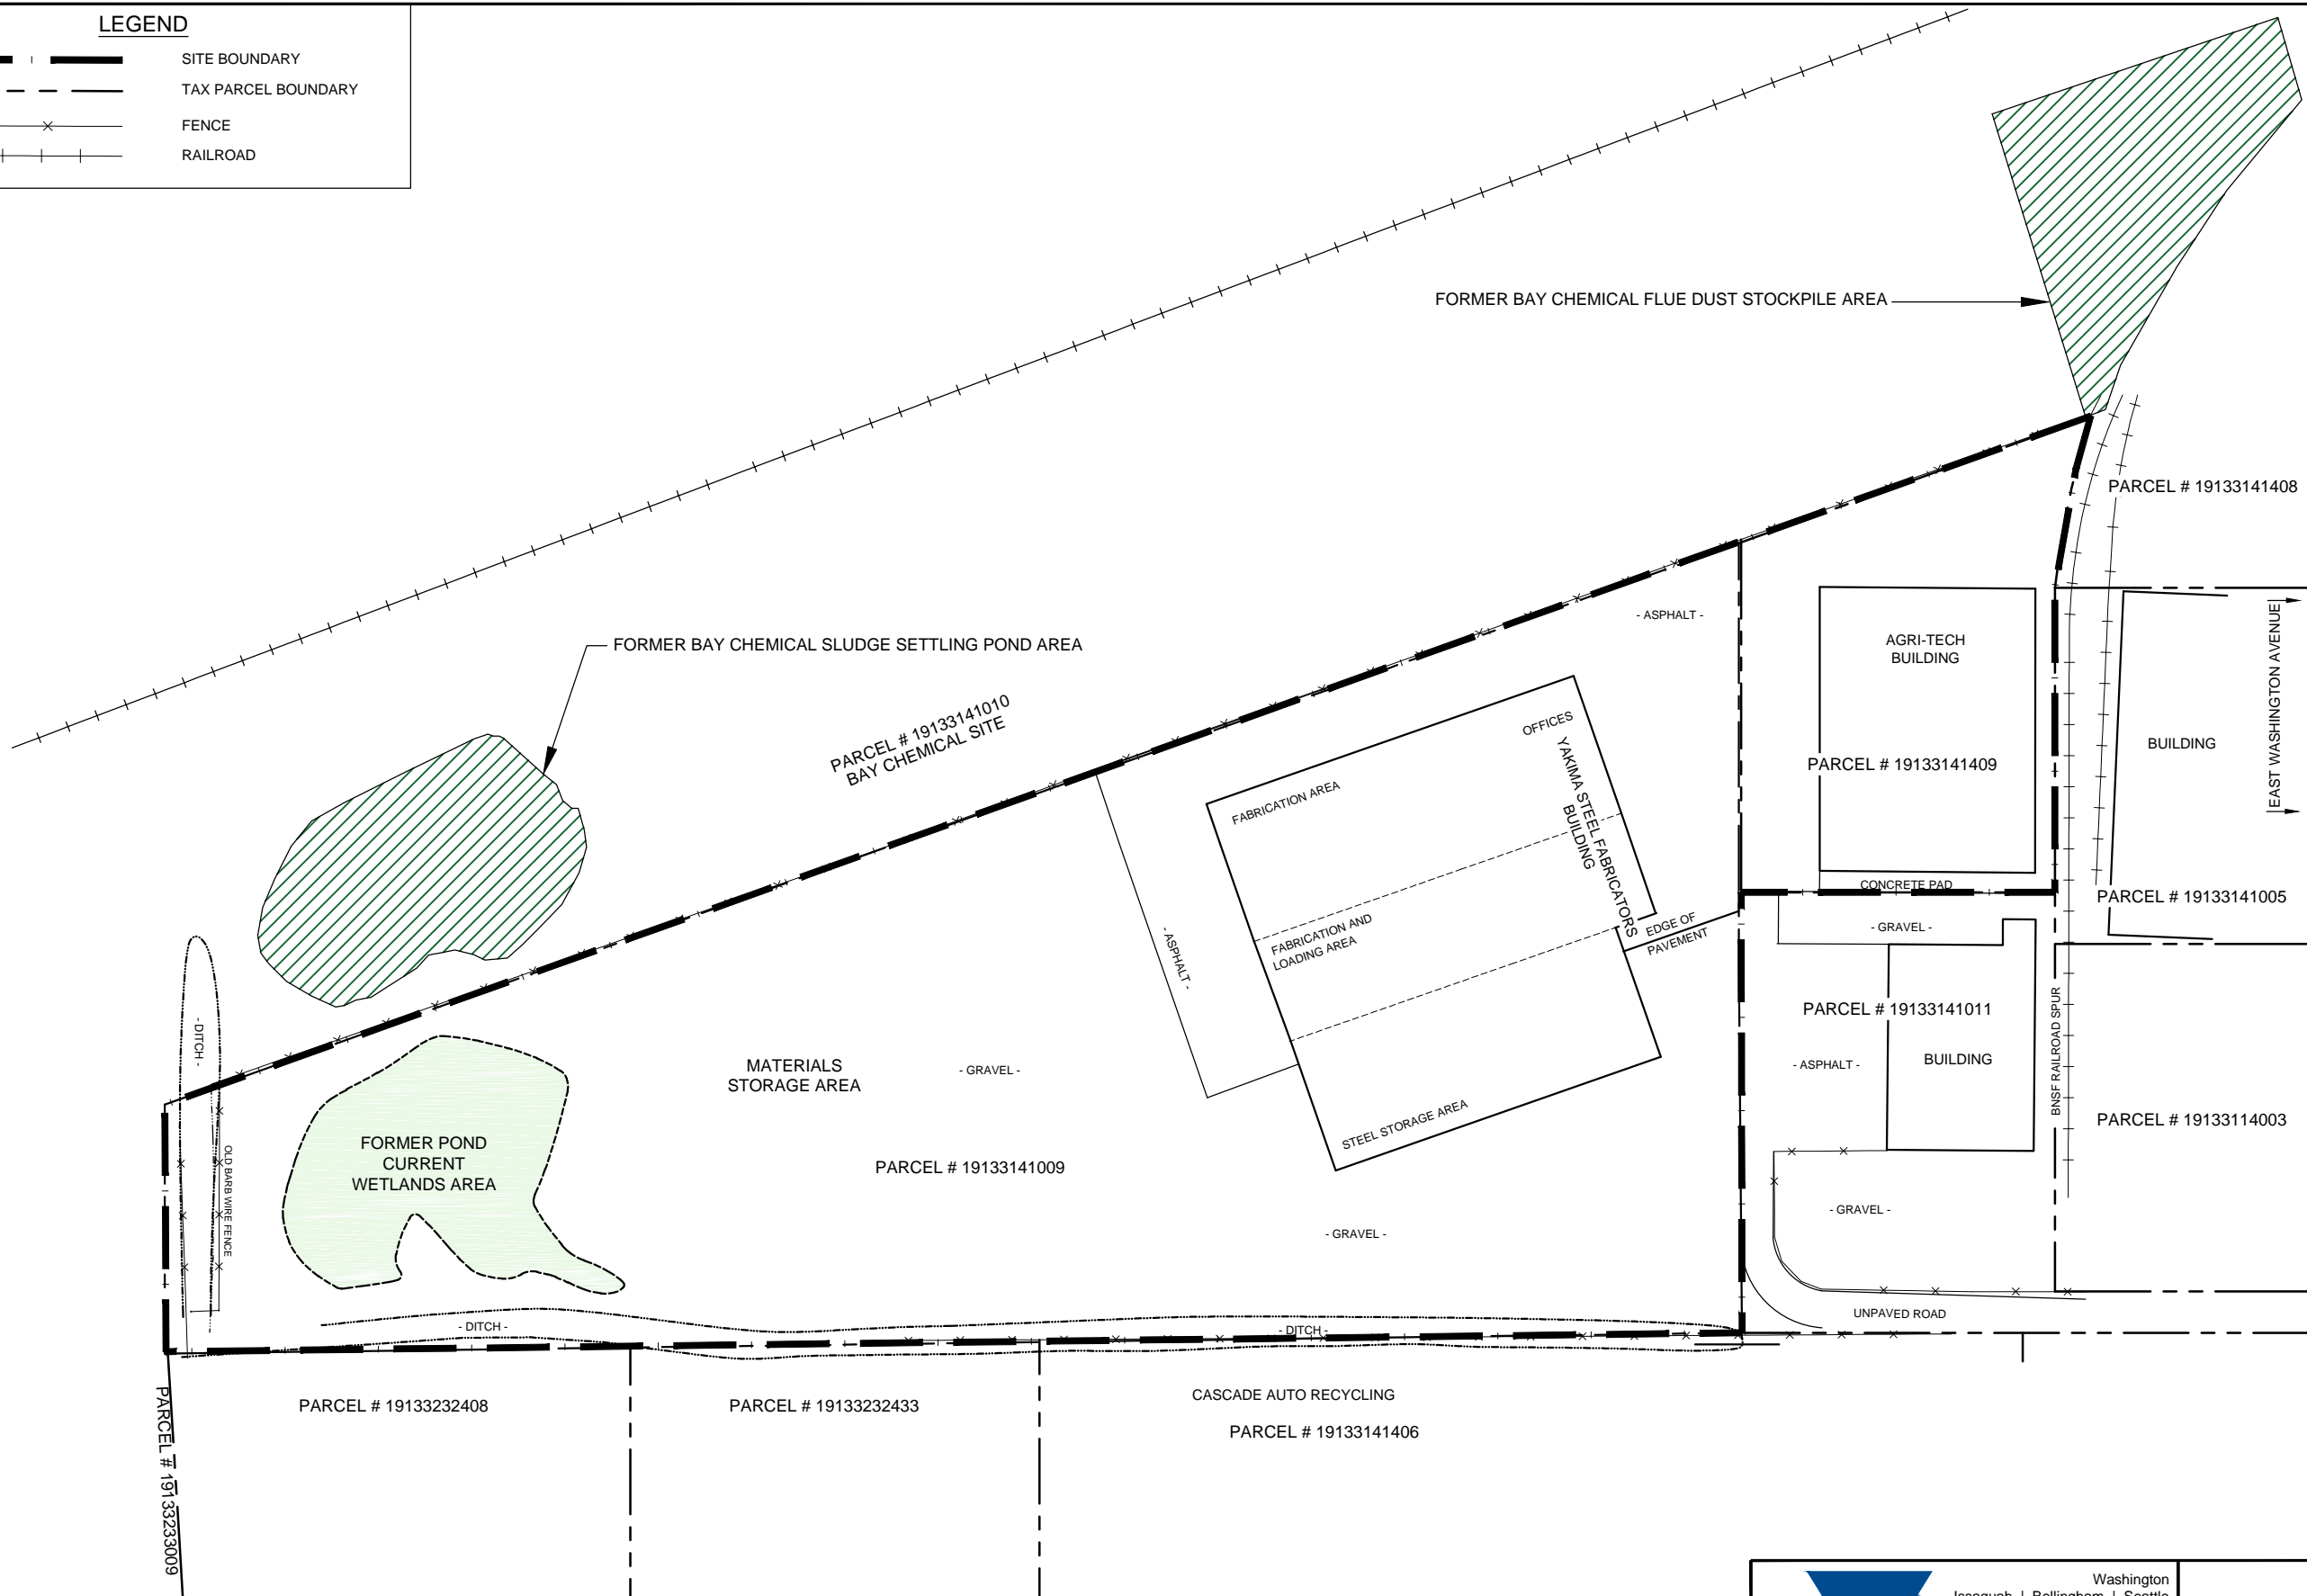 LEGEND
SITE BOUNDARY
TAX PARCEL BOUNDARY
FENCE
RAILROAD
FORMER BAY CHEMICAL FLUE DUST STOCKPILE AREA
PARCEL # 19133141408
FORMER BAY CHEMICAL SLUDGE SETTLING POND AREA
PARCEL # 19133141010
BAY CHEMICAL SITE
- ASPHALT -
AGRI-TECH
BUILDING
EAST WASHINGTON AVENUE
OFFICES
YAKIMA STEEL FABRICATORS
BUILDING
BUILDING
PARCEL # 19133141409
FABRICATION AREA
CONCRETE PAD
PARCEL # 19133141005
- ASPHALT -
FABRICATION AND
LOADING AREA
EDGE OF
PAVEMENT
- GRAVEL -
- DITCH -
PARCEL # 19133141011
BNSF RAILROAD SPUR
MATERIALS
STORAGE AREA
- GRAVEL -
- ASPHALT -
BUILDING
STEEL STORAGE AREA
PARCEL # 19133114003
FORMER POND
CURRENT
WETLANDS AREA
OLD BARB WIRE FENCE
PARCEL # 19133141009
- GRAVEL -
- GRAVEL -
UNPAVED ROAD
- DITCH -
- DITCH -
PARCEL # 19133232408
PARCEL # 19133232433
CASCADE AUTO RECYCLING
PARCEL # 19133141406
PARCEL # 19133233009
Washington
Issaquah | Bellingham | Seattle